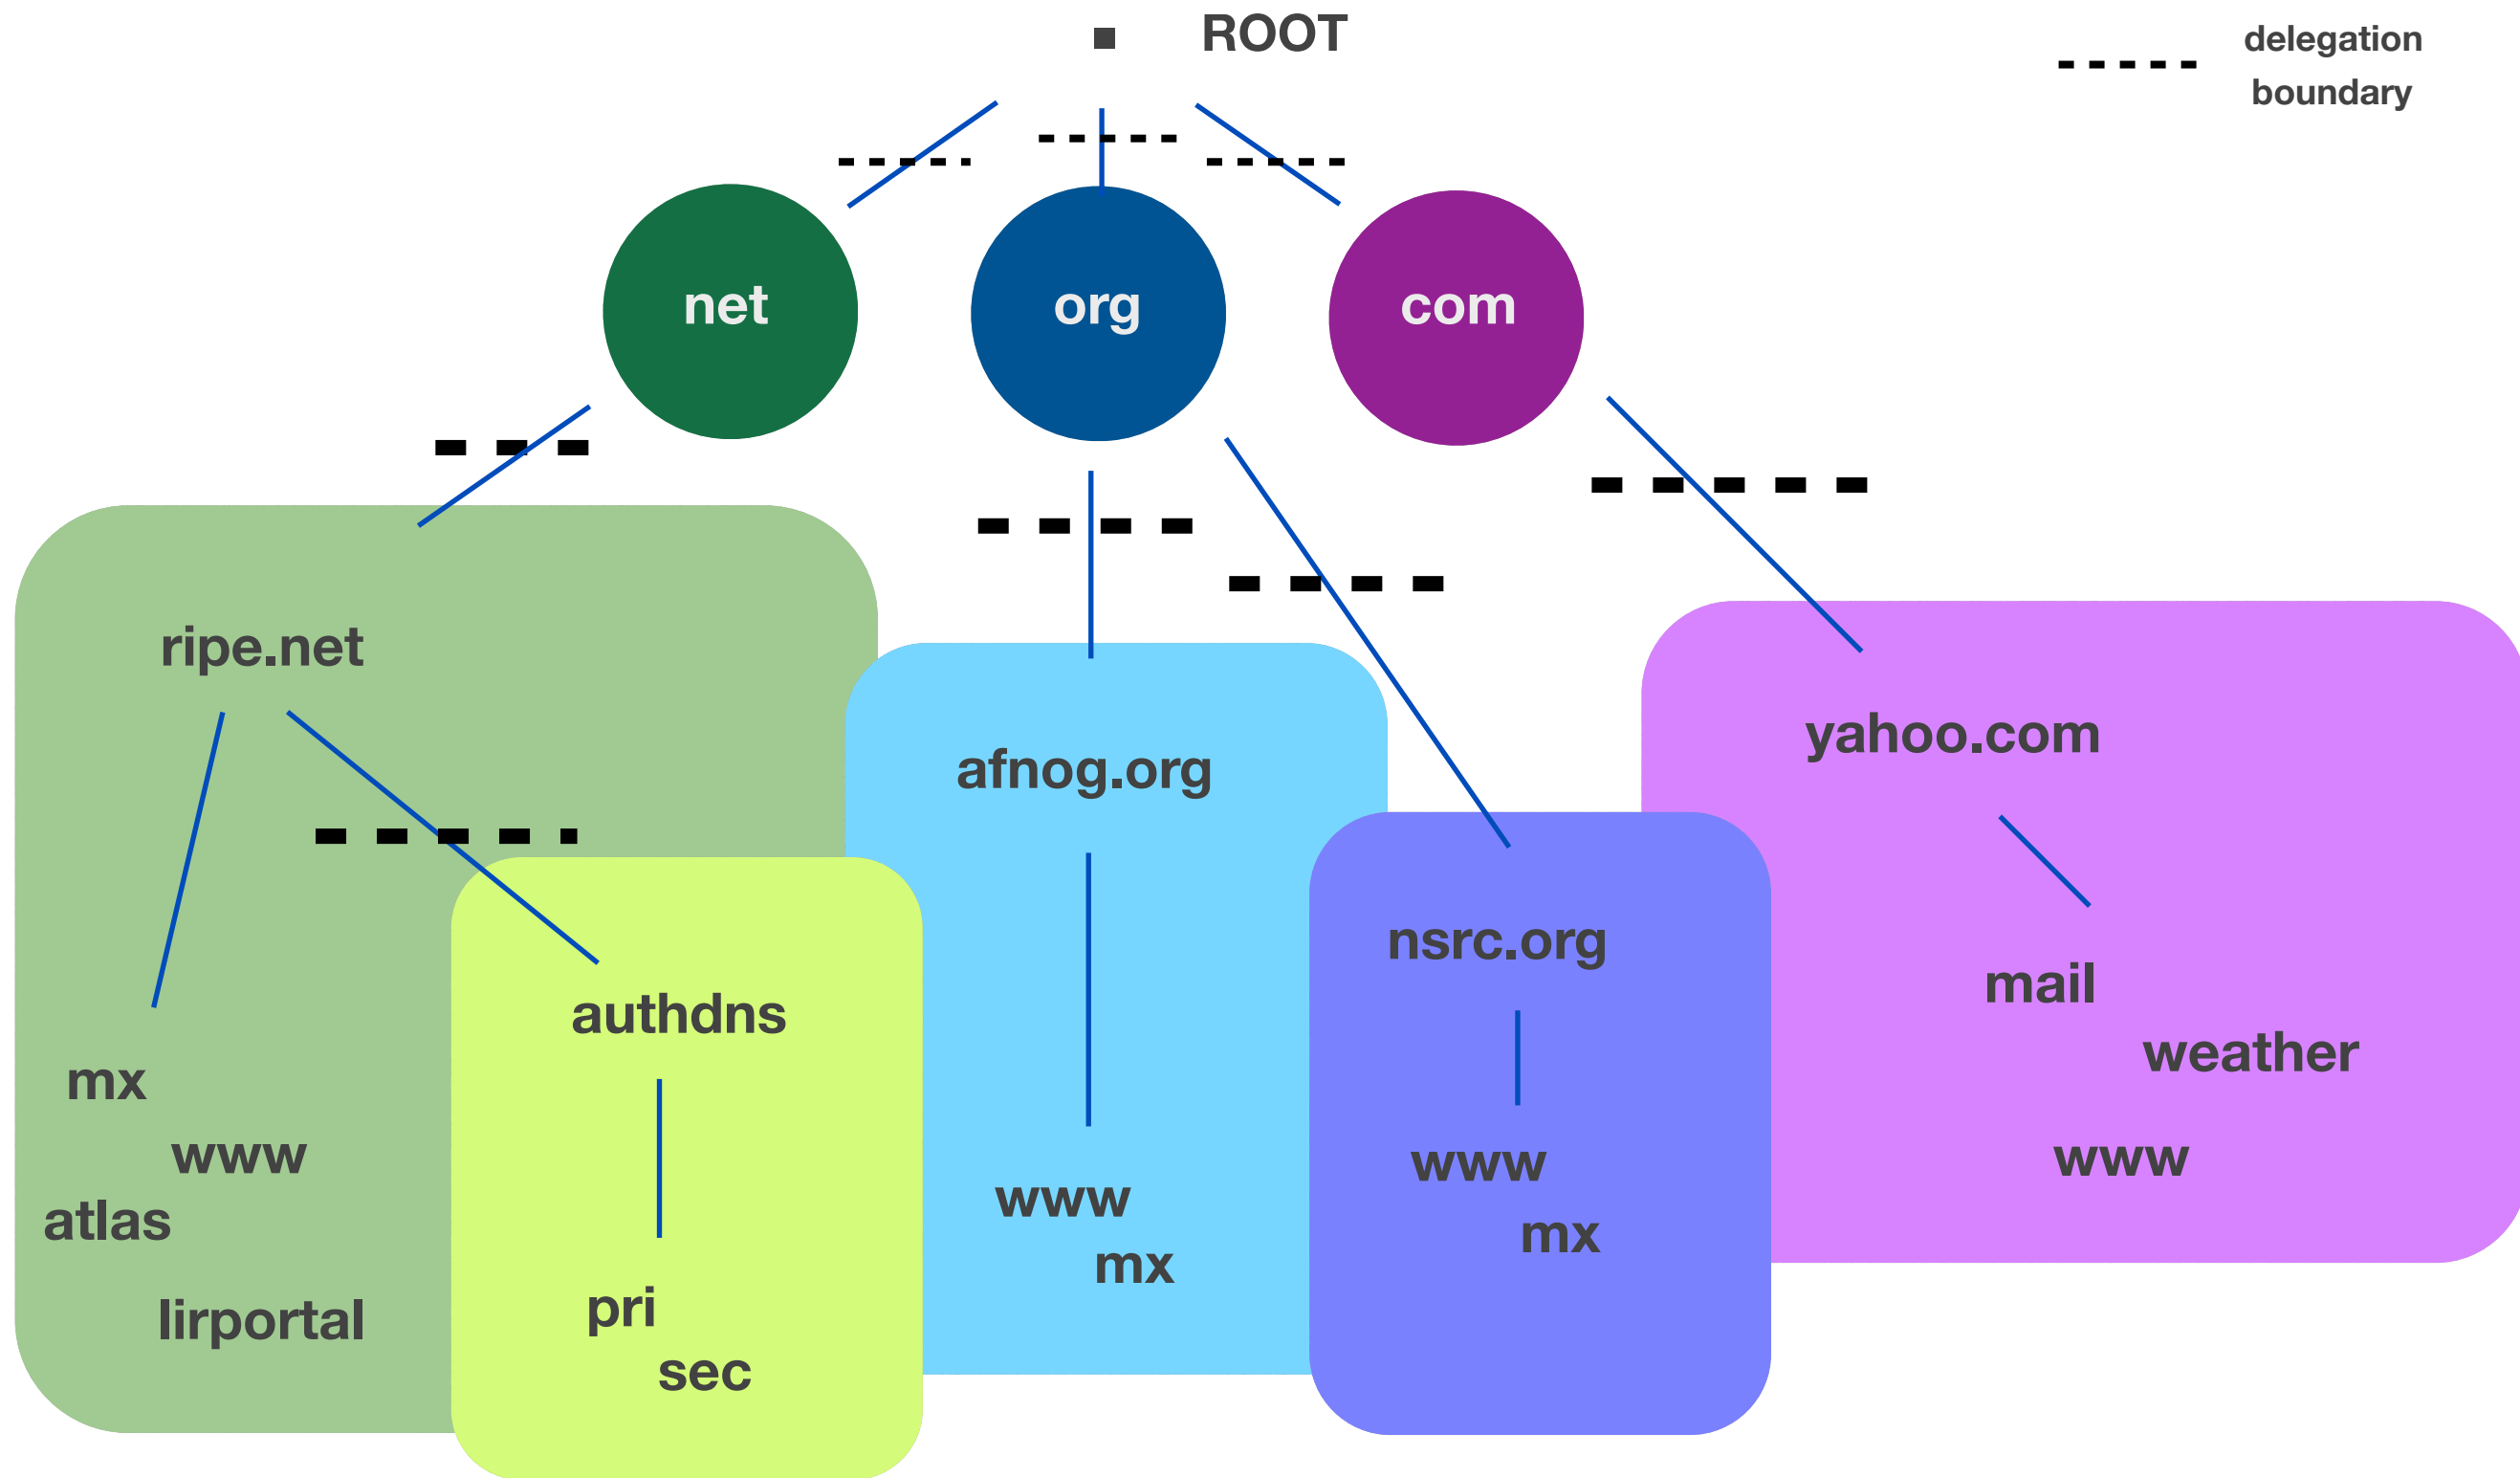 ROOT
delegation
boundary
net
org
com
ripe.net
afnog.org
yahoo.com
nsrc.org
authdns
mail
weather
mx
www
www
www
www
atlas
mx
mx
lirportal
pri
sec